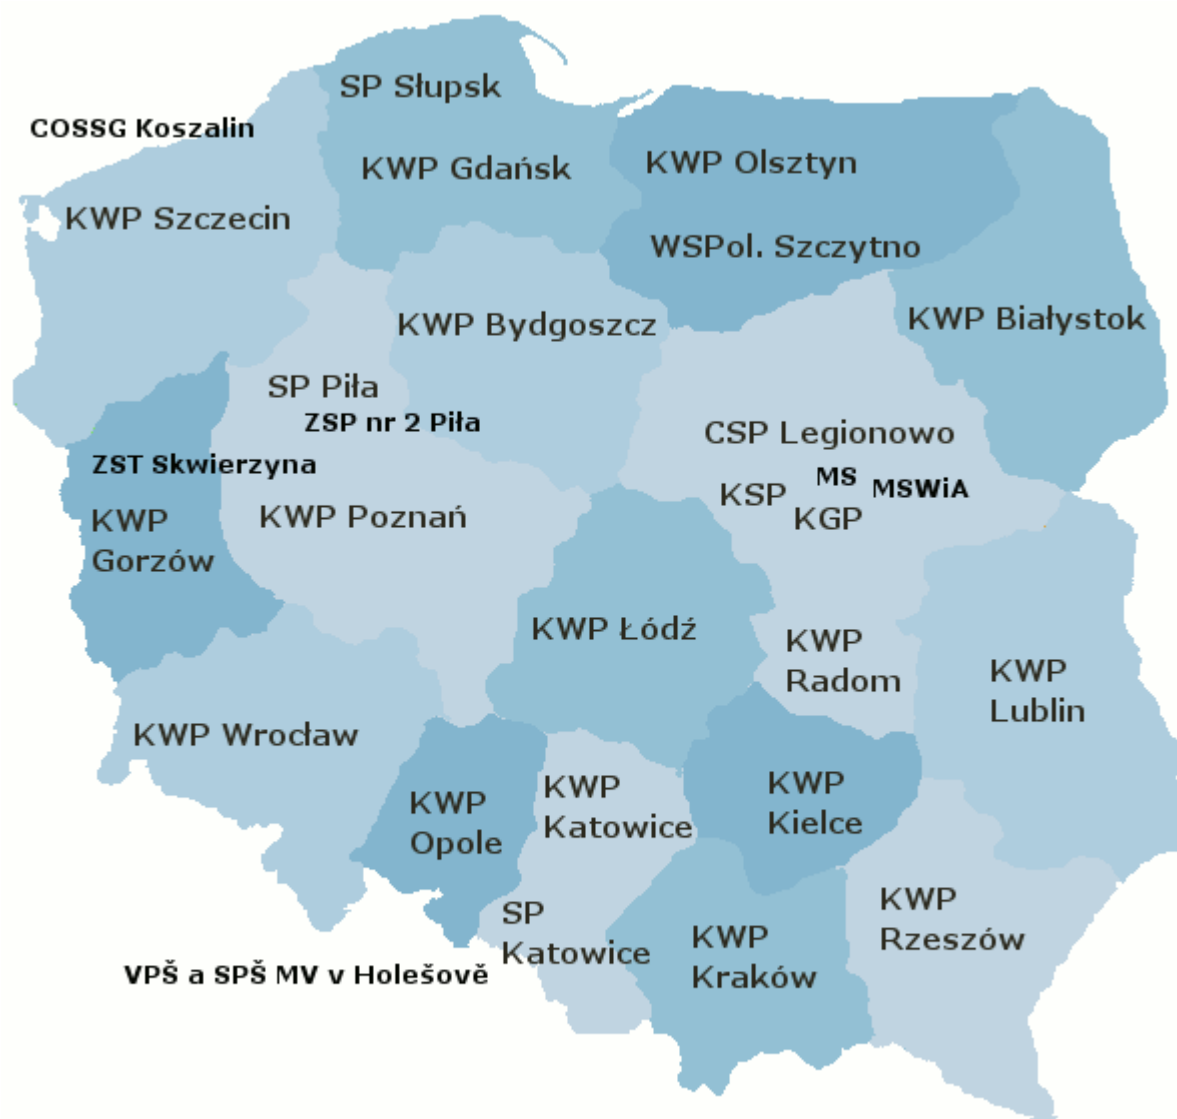 SP Słupsk
COSSG Koszalin
KWP Gdańsk
KWP Olsztyn
KWP Szczecin
WSPol. Szczytno
KWP Bydgoszcz
KWP Białystok
SP Piła
ZSP nr 2 Piła
CSP Legionowo
ZST Skwierzyna
MS
MSWiA
KSP
KGP
KWP
Gorzów
KWP Poznań
KWP Łódź
KWP
Radom
KWP
Lublin
KWP Wrocław
KWP
Opole
KWP
Katowice
KWP
Kielce
SP
Katowice
KWP
Kraków
KWP
Rzeszów
VPŠ a SPŠ MV v Holešově